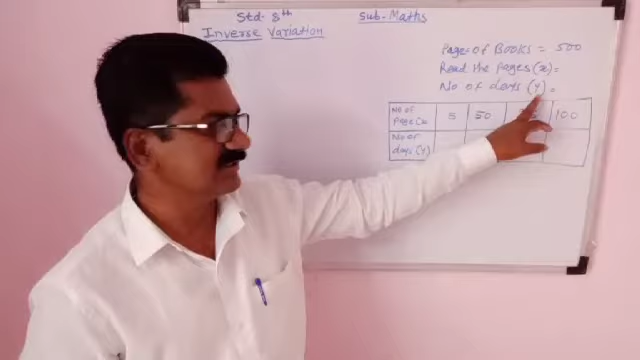 Std. 8th Sub- Maths
Inverse Variation
Page of Books = 500
Read the Pages (x) =
No of days (y) =
No of Page (x) 5 50 100
No of days (y)